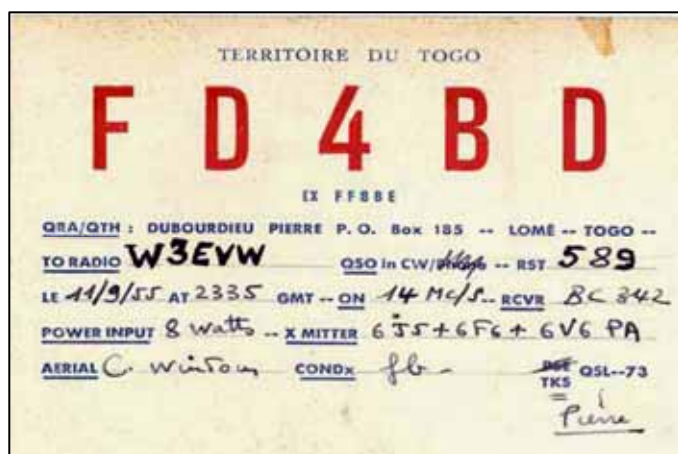 TERRITOIRE DU TOGO
FD4BD
EX FF8BE
QRA/QTH : DUBOURDIEU PIERRE P. O. Box 185 -- LOMÉ -- TOGO --
TO RADIO W3EVW QSO in CW/ -- RST 589
LE 11/9/55 AT 2335 GMT -- ON 14 Mc/s -- RCVR BC 342
POWER INPUT 8 watts -- X MITTER 6J5+6F6+6V6 PA
AERIAL C. Windom CONDx fb -
PSE TKS QSL--73
Pierre